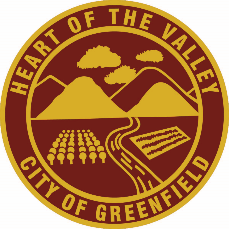 HEART OF THE VALLEY
CITY OF GREENFIELD